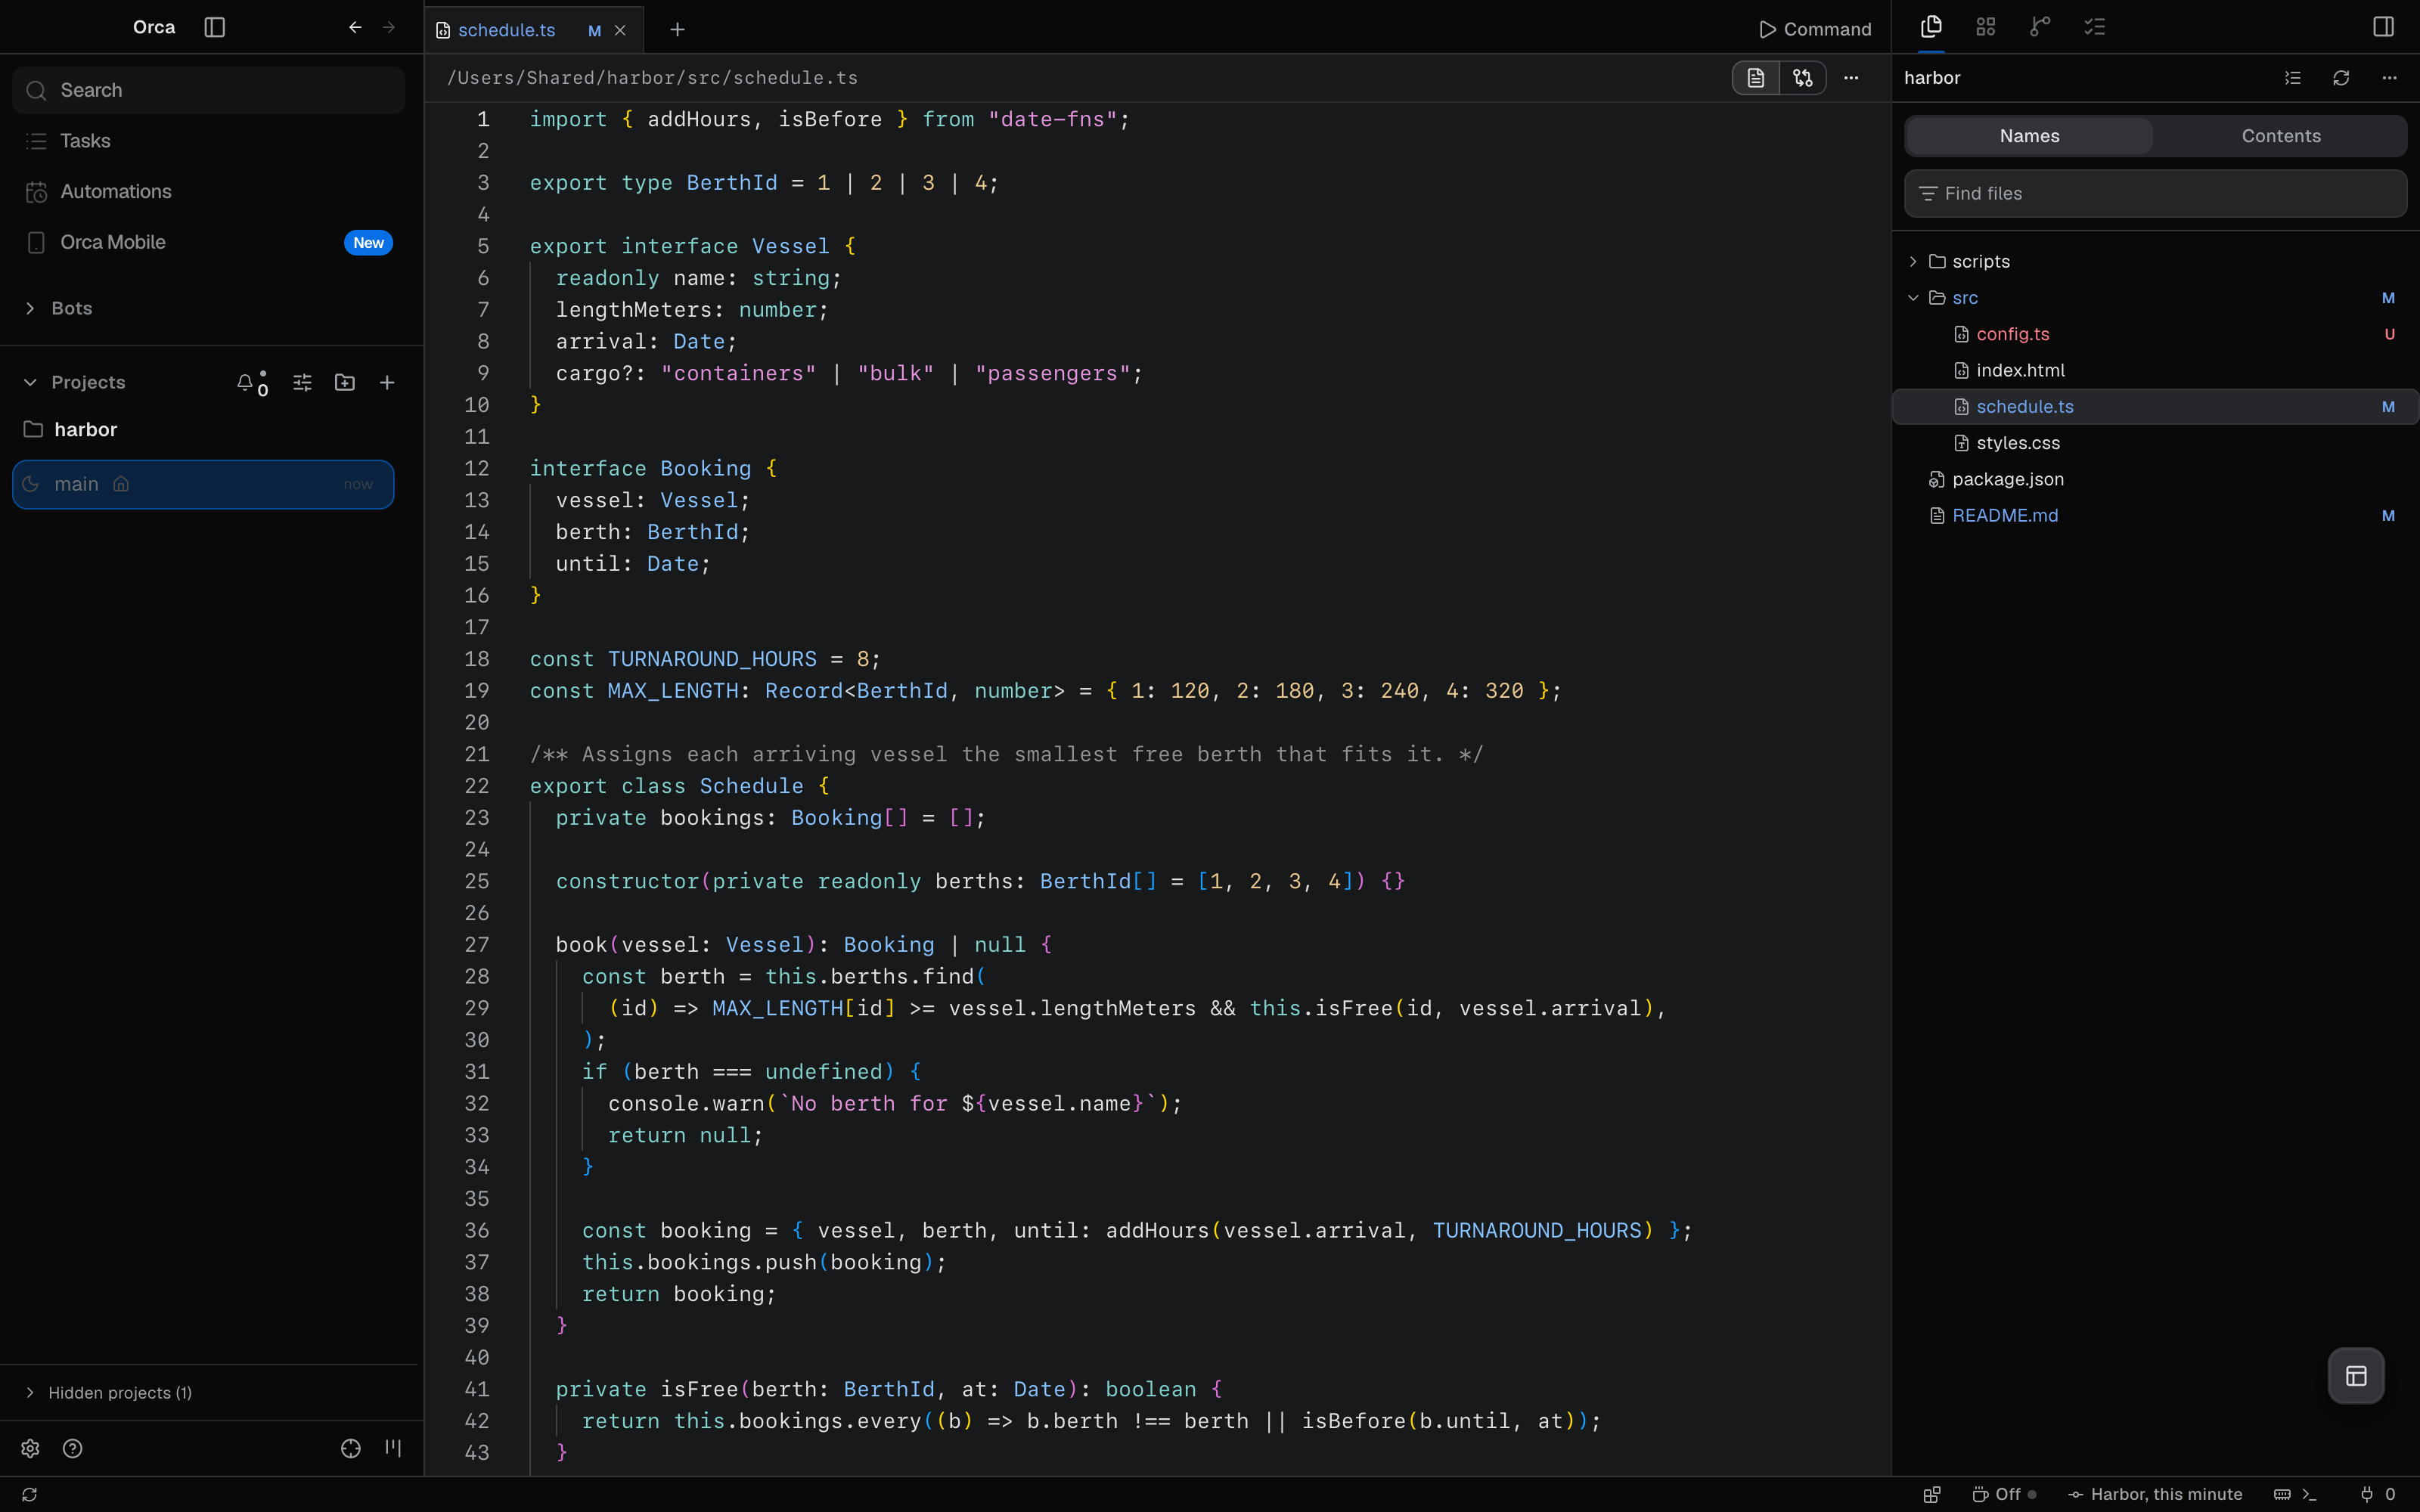 Orca
Search
Tasks
Automations
Orca Mobile
New
Bots
Projects
0
harbor
main
now
Hidden projects (1)
schedule.ts M
Command
/Users/Shared/harbor/src/schedule.ts
1 import { addHours, isBefore } from "date-fns";
2
3 export type BerthId = 1 | 2 | 3 | 4;
4
5 export interface Vessel {
6 readonly name: string;
7 lengthMeters: number;
8 arrival: Date;
9 cargo?: "containers" | "bulk" | "passengers";
10 }
11
12 interface Booking {
13 vessel: Vessel;
14 berth: BerthId;
15 until: Date;
16 }
17
18 const TURNAROUND_HOURS = 8;
19 const MAX_LENGTH: Record<BerthId, number> = { 1: 120, 2: 180, 3: 240, 4: 320 };
20
21 /** Assigns each arriving vessel the smallest free berth that fits it. */
22 export class Schedule {
23 private bookings: Booking[] = [];
24
25 constructor(private readonly berths: BerthId[] = [1, 2, 3, 4]) {}
26
27 book(vessel: Vessel): Booking | null {
28 const berth = this.berths.find(
29 (id) => MAX_LENGTH[id] >= vessel.lengthMeters && this.isFree(id, vessel.arrival),
30 );
31 if (berth === undefined) {
32 console.warn(`No berth for ${vessel.name}`);
33 return null;
34 }
35
36 const booking = { vessel, berth, until: addHours(vessel.arrival, TURNAROUND_HOURS) };
37 this.bookings.push(booking);
38 return booking;
39 }
40
41 private isFree(berth: BerthId, at: Date): boolean {
42 return this.bookings.every((b) => b.berth !== berth || isBefore(b.until, at));
43 }
harbor
Names
Contents
Find files
scripts
src M
config.ts U
index.html
schedule.ts M
styles.css
package.json
README.md M
Off
Harbor, this minute
0